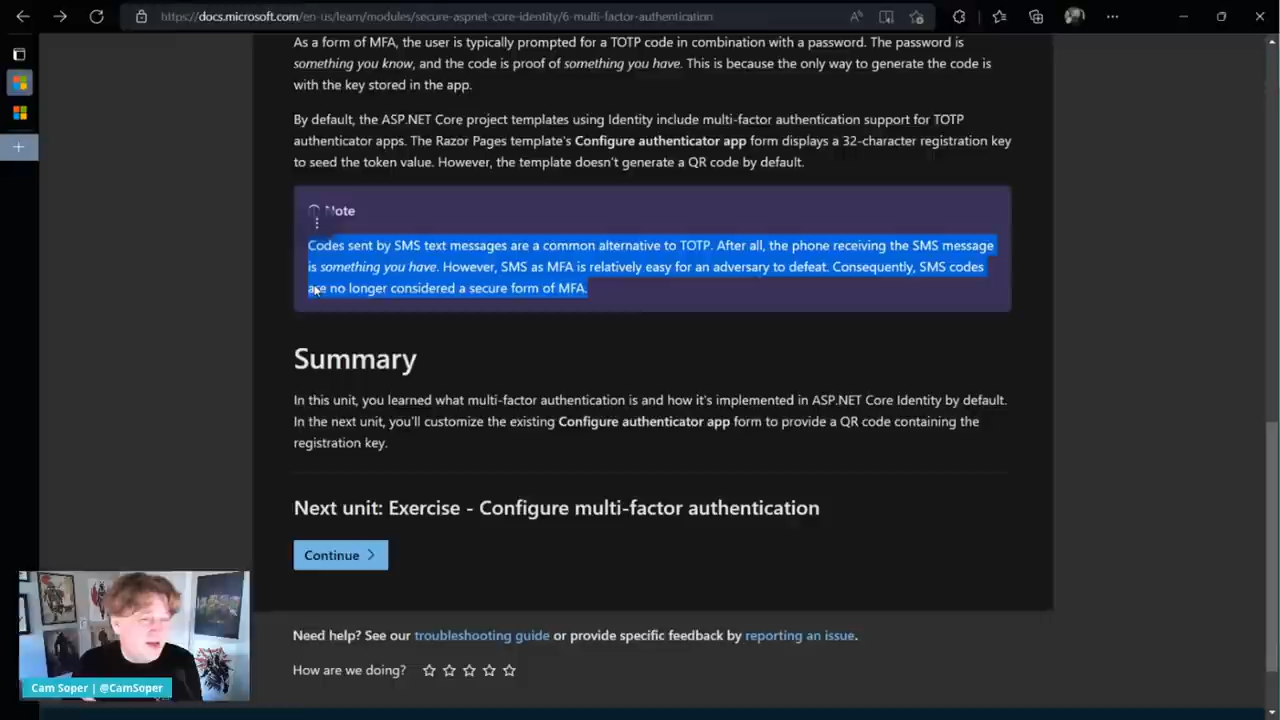 https://docs.microsoft.com/en-us/learn/modules/secure-aspnet-core-identity/6-multi-factor-authentication
As a form of MFA, the user is typically prompted for a TOTP code in combination with a password. The password is
something you know, and the code is proof of something you have. This is because the only way to generate the code is
with the key stored in the app.
By default, the ASP.NET Core project templates using Identity include multi-factor authentication support for TOTP
authenticator apps. The Razor Pages template's Configure authenticator app form displays a 32-character registration key
to seed the token value. However, the template doesn't generate a QR code by default.
Note
Codes sent by SMS text messages are a common alternative to TOTP. After all, the phone receiving the SMS message
is something you have. However, SMS as MFA is relatively easy for an adversary to defeat. Consequently, SMS codes
are no longer considered a secure form of MFA.
Summary
In this unit, you learned what multi-factor authentication is and how it's implemented in ASP.NET Core Identity by default.
In the next unit, you'll customize the existing Configure authenticator app form to provide a QR code containing the
registration key.
Next unit: Exercise - Configure multi-factor authentication
Continue
Need help? See our troubleshooting guide or provide specific feedback by reporting an issue.
How are we doing?
Cam Soper | @CamSoper